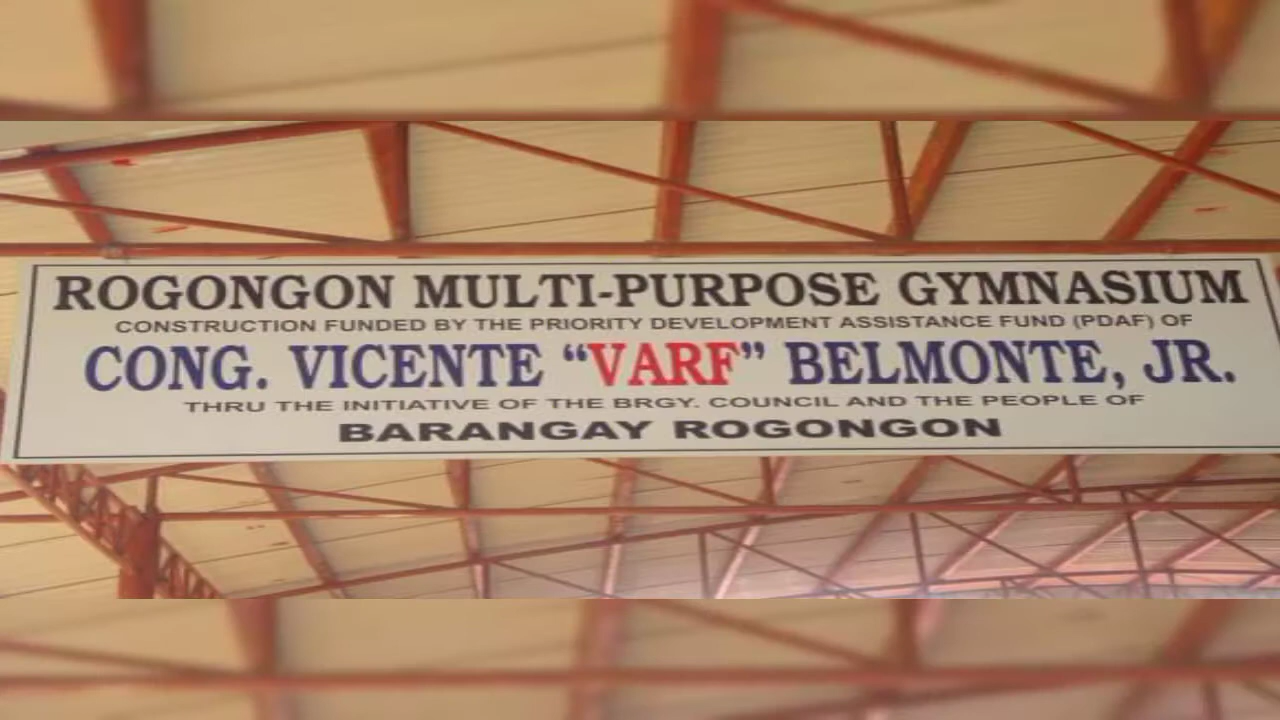 ROGONGON MULTI-PURPOSE GYMNASIUM
CONSTRUCTION FUNDED BY THE PRIORITY DEVELOPMENT ASSISTANCE FUND (PDAF) OF
CONG. VICENTE “VARF” BELMONTE, JR.
THRU THE INITIATIVE OF THE BRGY. COUNCIL AND THE PEOPLE OF
BARANGAY ROGONGON